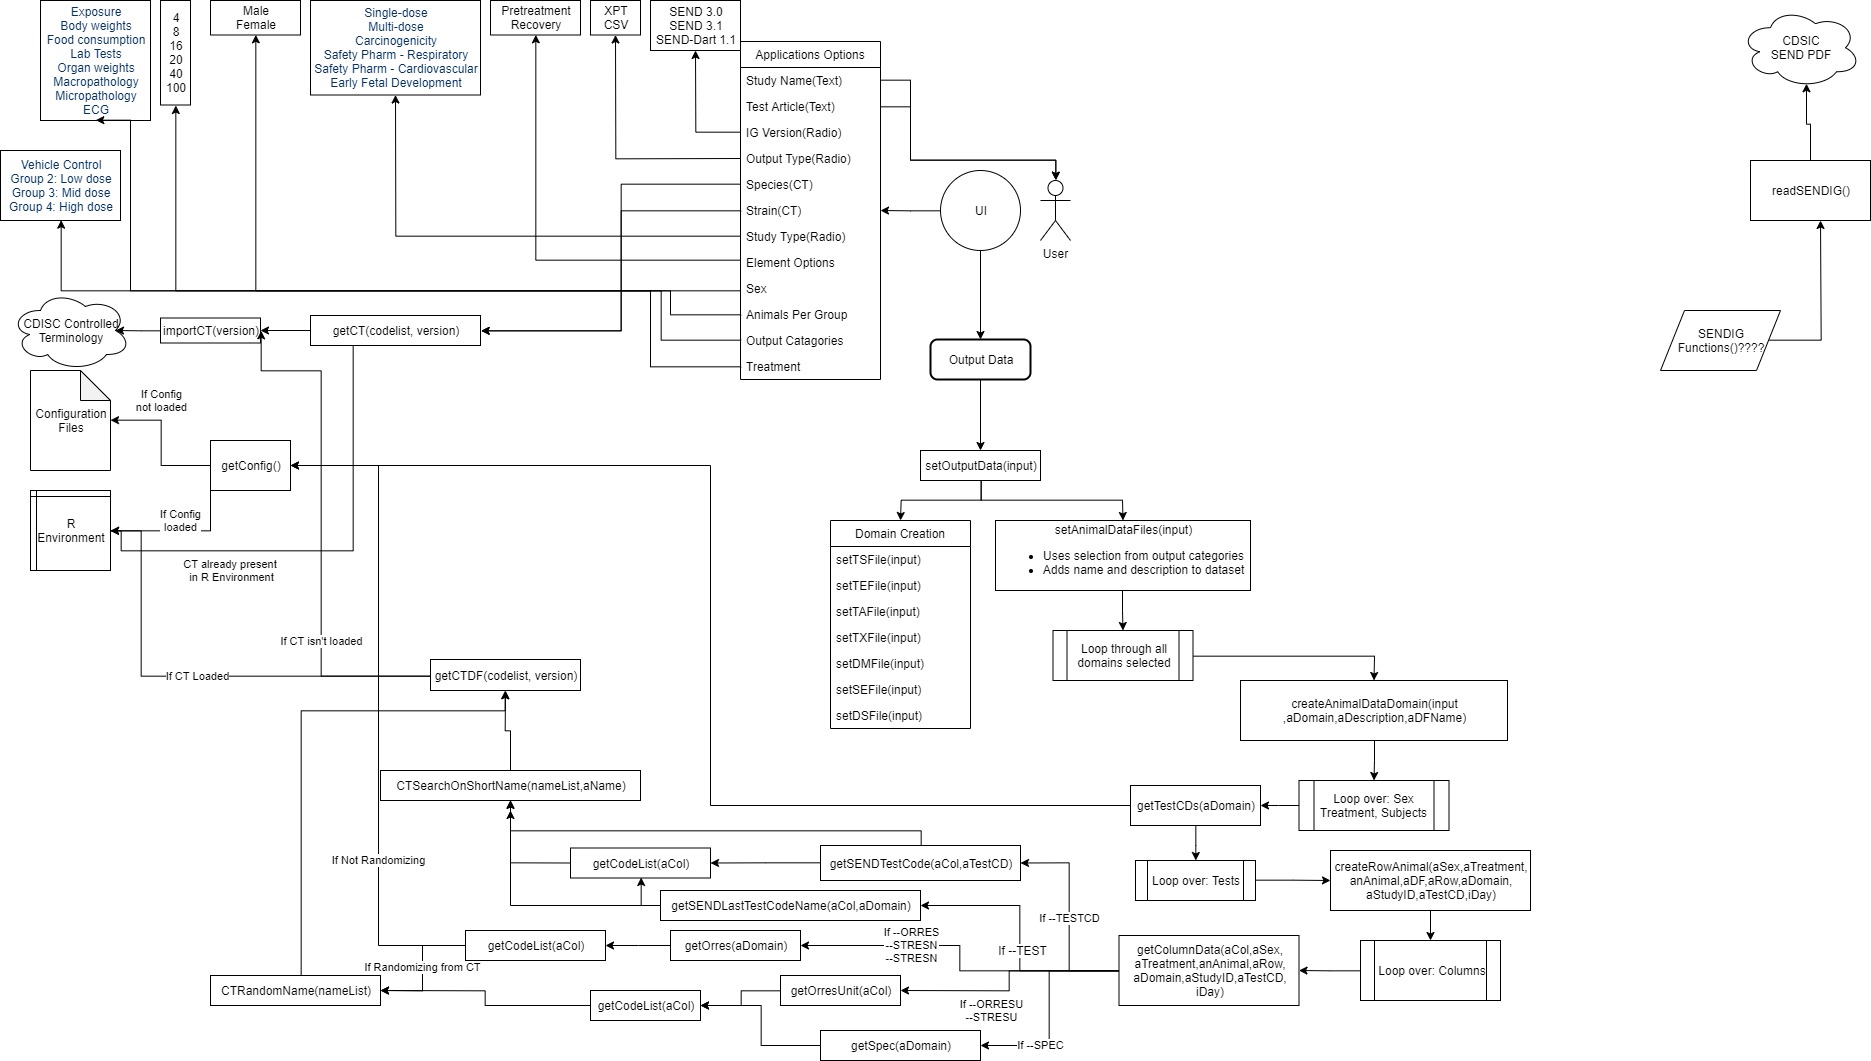 Exposure
Body weights
Food consumption
Lab Tests
Organ weights
Macropathology
Micropathology
ECG
4
8
16
20
40
100
Male
Female
Single-dose
Multi-dose
Carcinogenicity
Safety Pharm - Respiratory
Safety Pharm - Cardiovascular
Early Fetal Development
Pretreatment
Recovery
XPT
CSV
SEND 3.0
SEND 3.1
SEND-Dart 1.1
Applications Options
Study Name(Text)
Test Article(Text)
IG Version(Radio)
Output Type(Radio)
Species(CT)
Strain(CT)
Study Type(Radio)
Element Options
Sex
Animals Per Group
Output Catagories
Treatment
CDSIC
SEND PDF
readSENDIG()
SENDIG
Functions()????
UI
User
Vehicle Control
Group 2: Low dose
Group 3: Mid dose
Group 4: High dose
CDISC Controlled
Terminology
importCT(version)
getCT(codelist, version)
Output Data
Configuration
Files
If Config
not loaded
getConfig()
R
Environment
If Config
loaded
CT already present
in R Environment
setOutputData(input)
Domain Creation
setTSFile(input)
setTEFile(input)
setTAFile(input)
setTXFile(input)
setDMFile(input)
setSEFile(input)
setDSFile(input)
setAnimalDataFiles(input)
• Uses selection from output categories
• Adds name and description to dataset
Loop through all
domains selected
createAnimalDataDomain(input
,aDomain,aDescription,aDFName)
If CT isn't loaded
If CT Loaded
getCTDF(codelist, version)
CTSearchOnShortName(nameList,aName)
getTestCDs(aDomain)
Loop over: Sex
Treatment, Subjects
Loop over: Tests
createRowAnimal(aSex,aTreatment,
anAnimal,aDF,aRow,aDomain,
aStudyID,aTestCD,iDay)
If Not Randomizing
getCodeList(aCol)
getSENDTestCode(aCol,aTestCD)
getSENDLastTestCodeName(aCol,aDomain)
If --TESTCD
If --TEST
getCodeList(aCol)
getOrres(aDomain)
If --ORRES
--STRESN
--STRESN
getColumnData(aCol,aSex,
aTreatment,anAnimal,aRow,
aDomain,aStudyID,aTestCD,
iDay)
Loop over: Columns
If Randomizing from CT
CTRandomName(nameList)
getCodeList(aCol)
getOrresUnit(aCol)
If --ORRESU
--STRESU
getSpec(aDomain)
If --SPEC